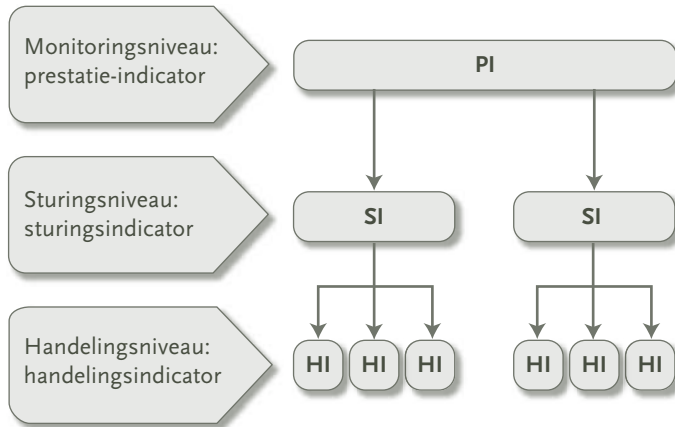 Monitoringsniveau:
prestatie-indicator
PI
Sturingsniveau:
sturingsindicator
SI
SI
Handelingsniveau:
handelingsindicator
HI
HI
HI
HI
HI
HI